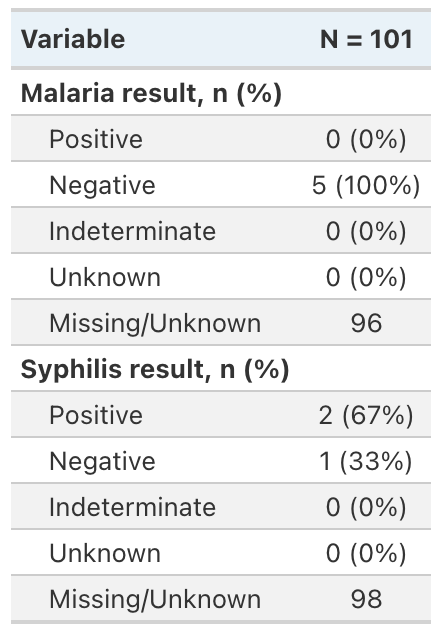 Variable N = 101
Malaria result, n (%)
Positive 0 (0%)
Negative 5 (100%)
Indeterminate 0 (0%)
Unknown 0 (0%)
Missing/Unknown 96
Syphilis result, n (%)
Positive 2 (67%)
Negative 1 (33%)
Indeterminate 0 (0%)
Unknown 0 (0%)
Missing/Unknown 98